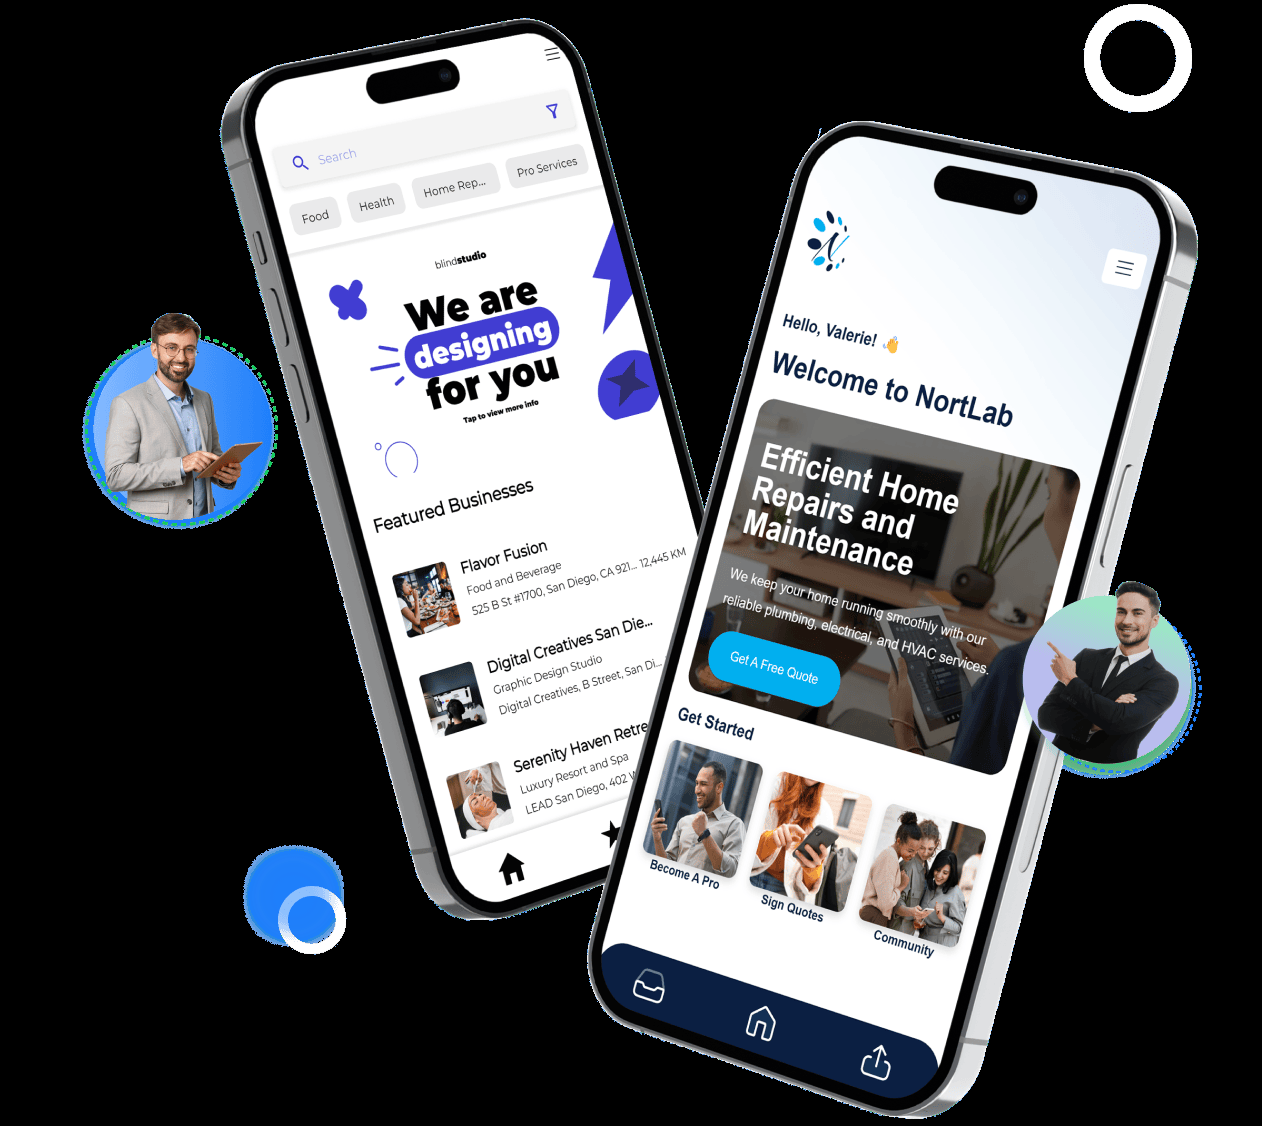 Search
Food
Health
Home Rep...
Pro Services
blindstudio
We are
designing
for you
Tap to view more info
Featured Businesses
Flavor Fusion
Food and Beverage
525 B St #1700, San Diego, CA 921... 12,445 KM
Digital Creatives San Die...
Graphic Design Studio
Digital Creatives, B Street, San Di...
Serenity Haven Retre
Luxury Resort and Spa
LEAD San Diego, 402 W
N
Hello, Valerie! 👋
Welcome to NortLab
Efficient Home
Repairs and
Maintenance
We keep your home running smoothly with our
reliable plumbing, electrical, and HVAC services.
Get A Free Quote
Get Started
Become A Pro
Sign Quotes
Community